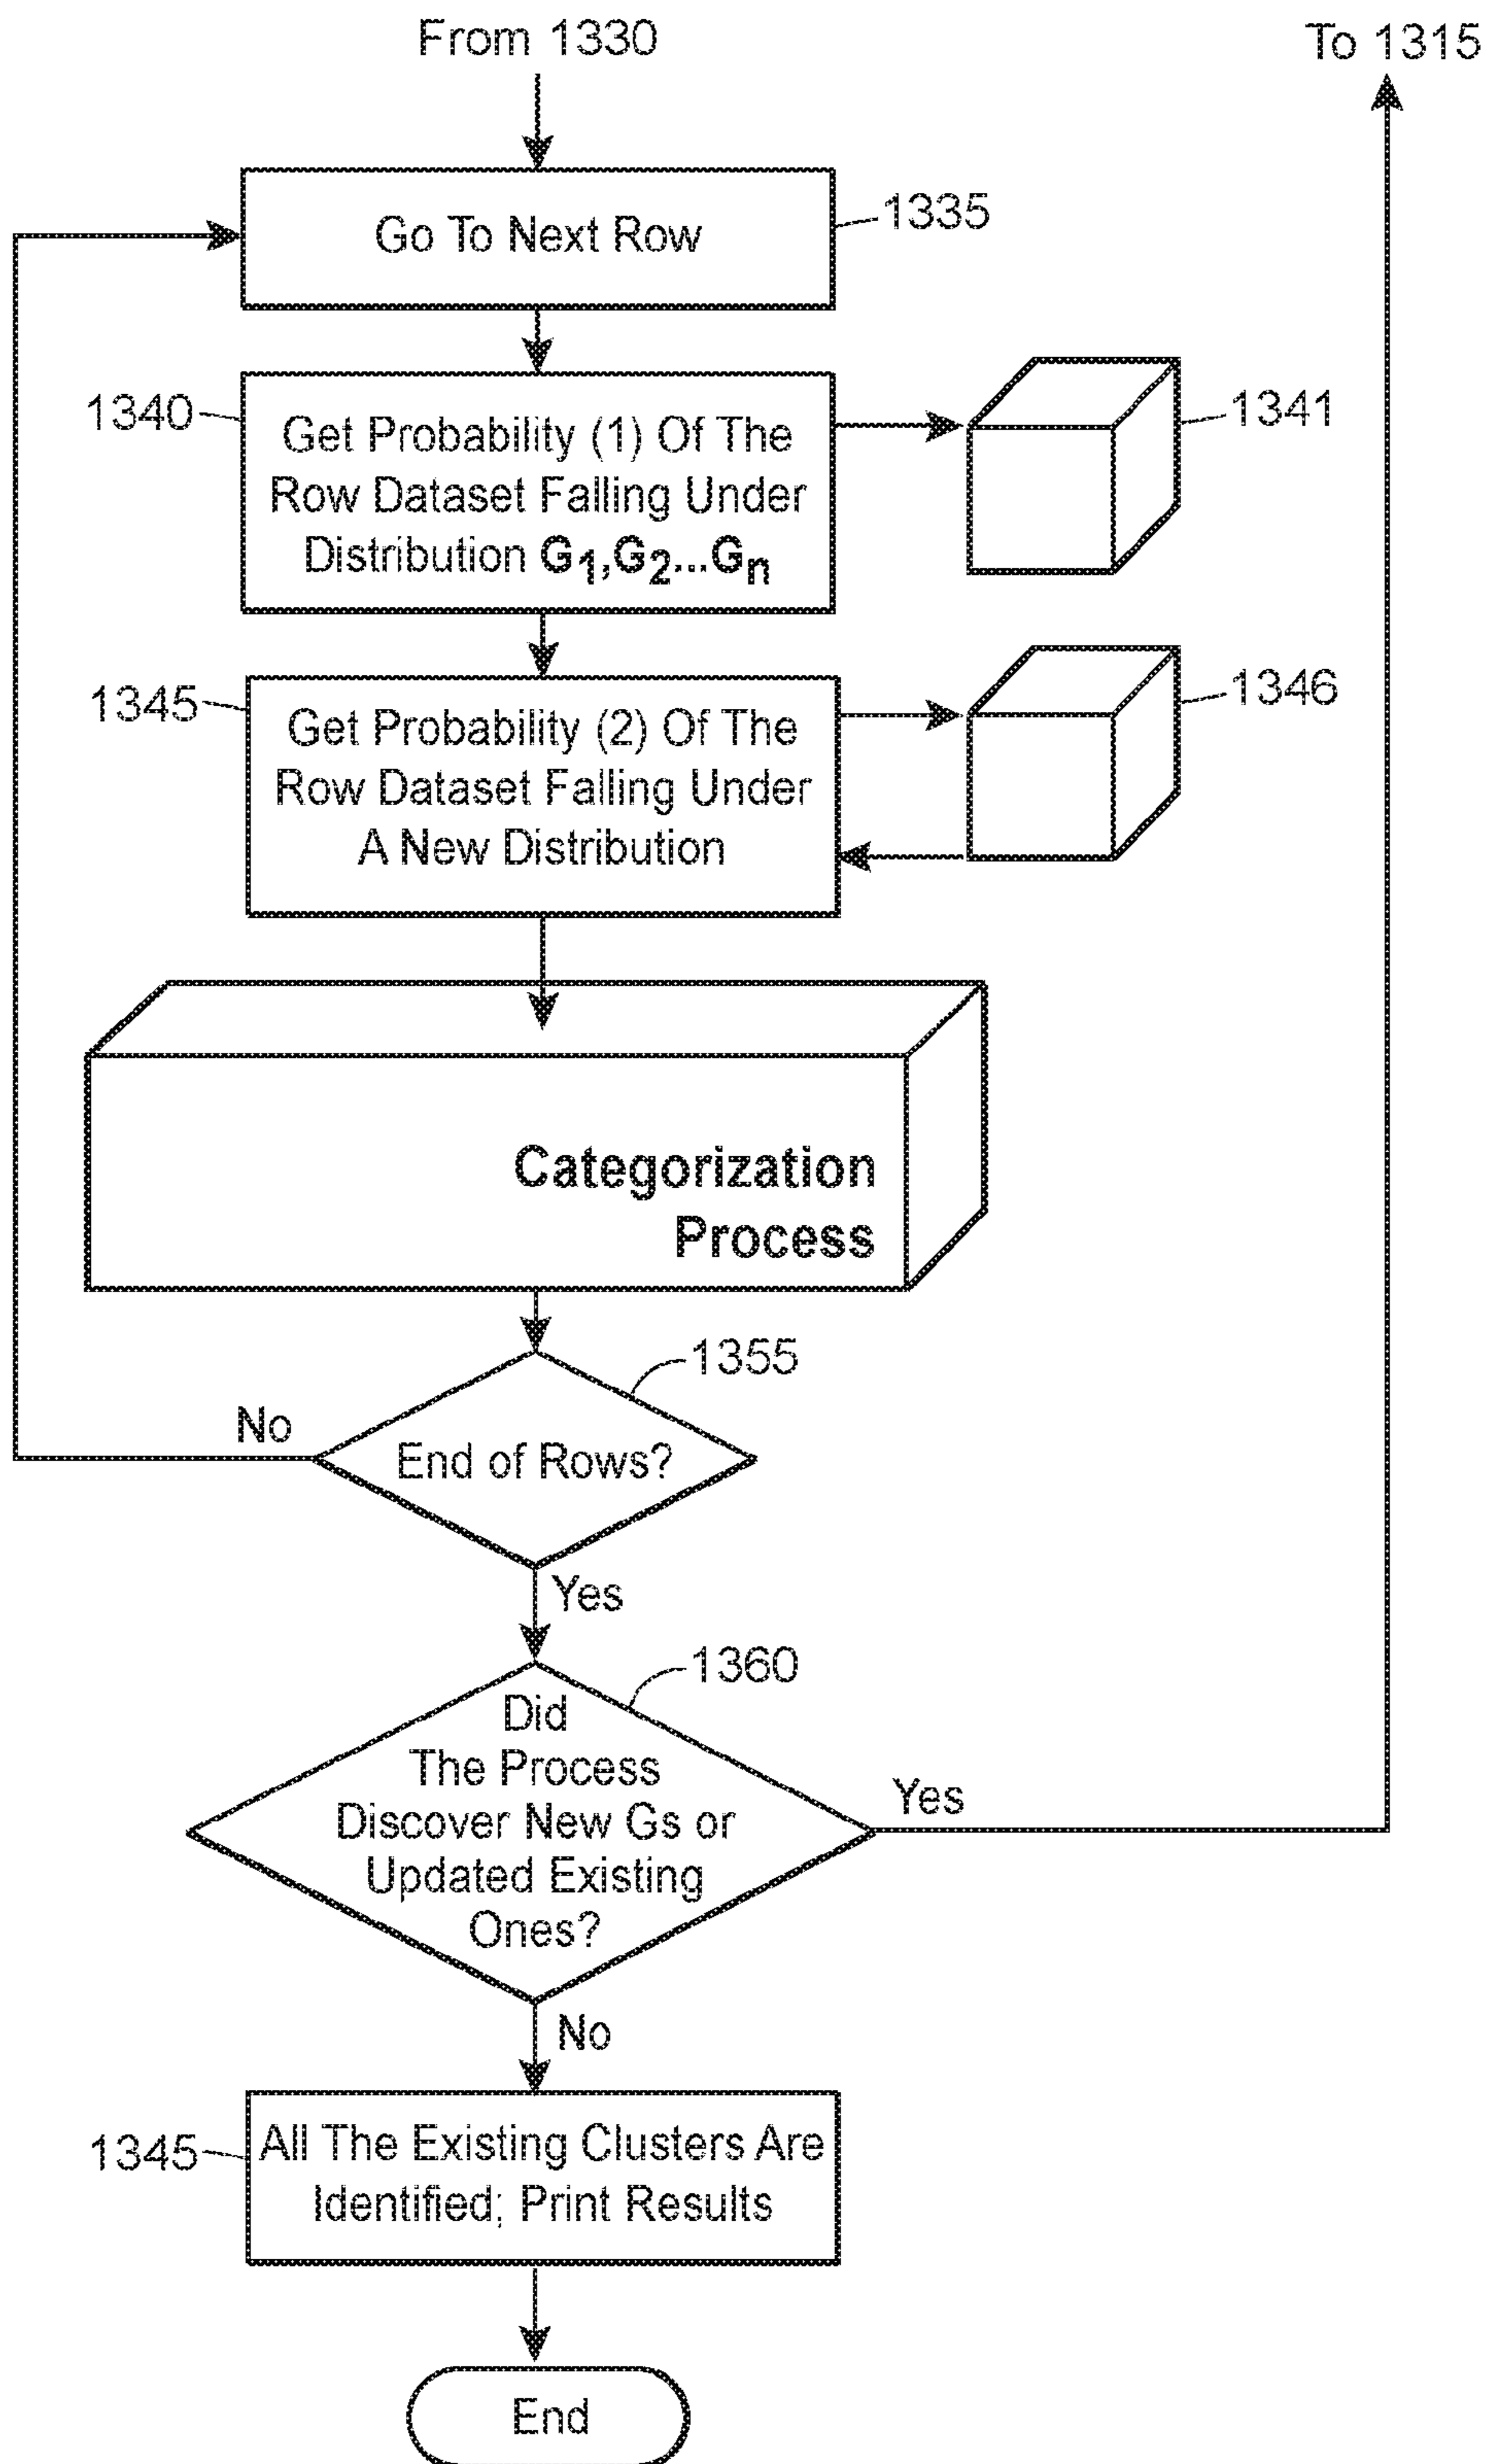 From 1330
To 1315
Go To Next Row
1335
1340
Get Probability (1) Of The
Row Dataset Falling Under
Distribution G1,G2...Gn
1341
1345
Get Probability (2) Of The
Row Dataset Falling Under
A New Distribution
1346
Categorization
Process
1355
No
End of Rows?
Yes
1360
Did
The Process
Discover New Gs or
Updated Existing
Ones?
Yes
No
1345
All The Existing Clusters Are
Identified; Print Results
End